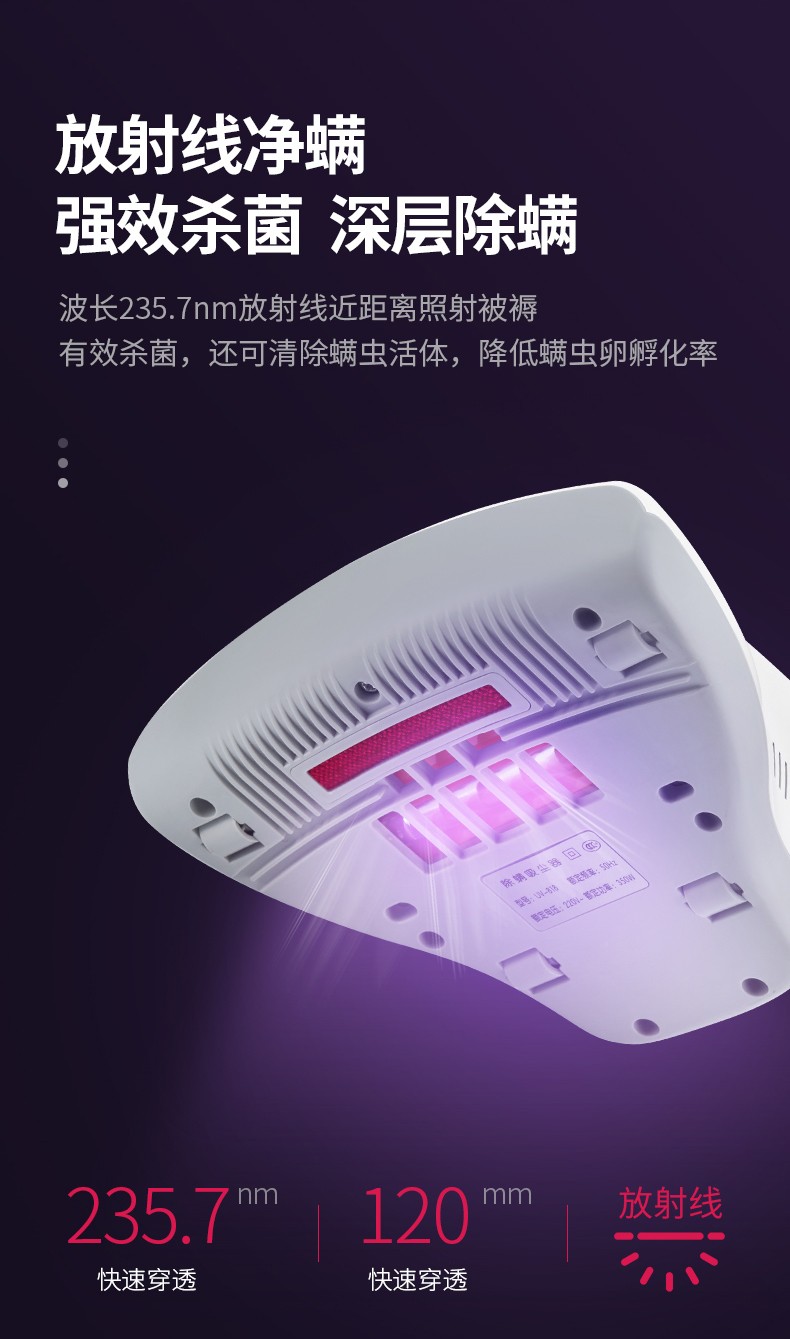 放射线净螨
强效杀菌 深层除螨
波长235.7nm放射线近距离照射被褥
有效杀菌，还可清除螨虫活体，降低螨虫卵孵化率
除螨吸尘器
型号：UV-818 额定频率：50Hz
额定电压：220V~ 额定功率：350W
235.7 nm
快速穿透
120 mm
快速穿透
放射线